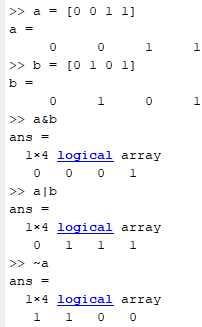 >> a = [0 0 1 1]
a =
0 0 1 1
>> b = [0 1 0 1]
b =
0 1 0 1
>> a&b
ans =
1×4 logical array
0 0 0 1
>> a|b
ans =
1×4 logical array
0 1 1 1
>> ~a
ans =
1×4 logical array
1 1 0 0